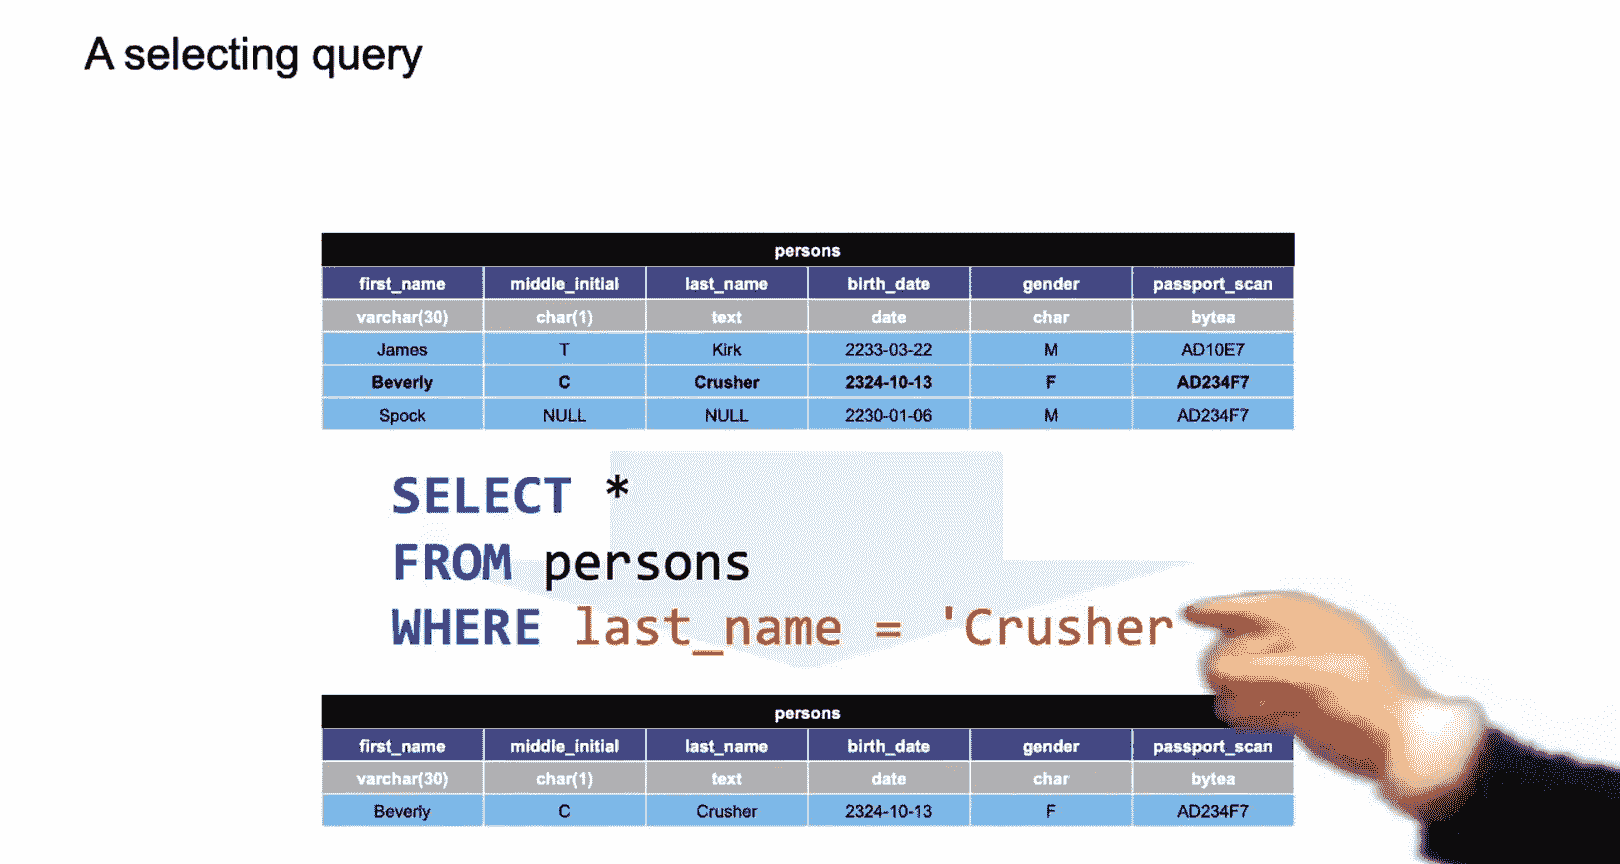 A selecting query
persons
first_name middle_initial last_name birth_date gender passport_scan
varchar(30) char(1) text date char bytea
James T Kirk 2233-03-22 M AD10E7
Beverly C Crusher 2324-10-13 F AD234F7
Spock NULL NULL 2230-01-06 M AD234F7
SELECT *
FROM persons
WHERE last_name = 'Crusher
persons
first_name middle_initial last_name birth_date gender passport_scan
varchar(30) char(1) text date char bytea
Beverly C Crusher 2324-10-13 F AD234F7